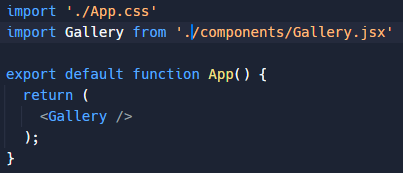 import './App.css'
import Gallery from './components/Gallery.jsx'

export default function App() {
  return (
    <Gallery />
  );
}